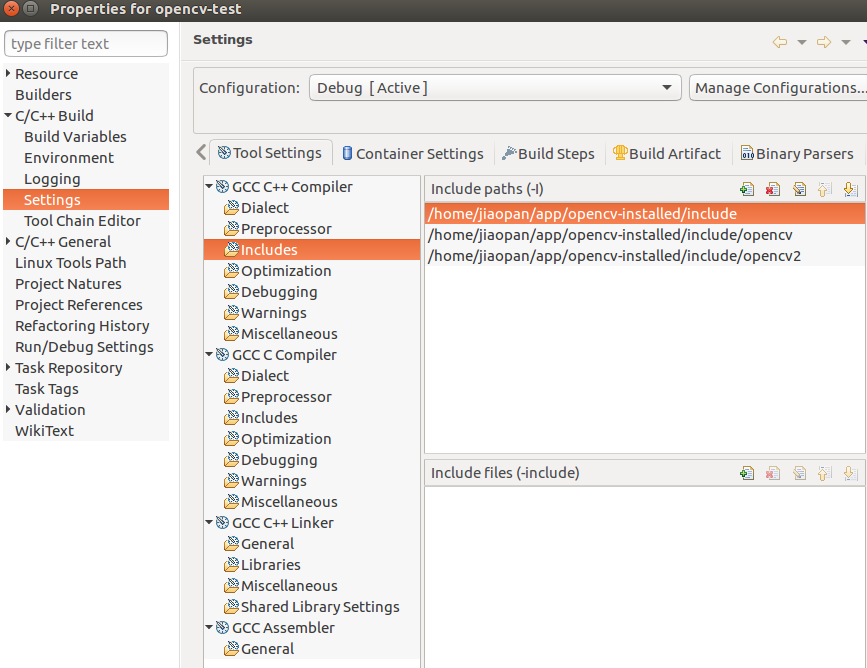 Properties for opencv-test
type filter text
Resource
Builders
C/C++ Build
Build Variables
Environment
Logging
Settings
Tool Chain Editor
C/C++ General
Linux Tools Path
Project Natures
Project References
Refactoring History
Run/Debug Settings
Task Repository
Task Tags
Validation
WikiText
Settings
Configuration: Debug [Active] Manage Configurations...
Tool Settings Container Settings Build Steps Build Artifact Binary Parsers
GCC C++ Compiler
Dialect
Preprocessor
Includes
Optimization
Debugging
Warnings
Miscellaneous
GCC C Compiler
Dialect
Preprocessor
Includes
Optimization
Debugging
Warnings
Miscellaneous
GCC C++ Linker
General
Libraries
Miscellaneous
Shared Library Settings
GCC Assembler
General
Include paths (-I)
/home/jiaopan/app/opencv-installed/include
/home/jiaopan/app/opencv-installed/include/opencv
/home/jiaopan/app/opencv-installed/include/opencv2
Include files (-include)